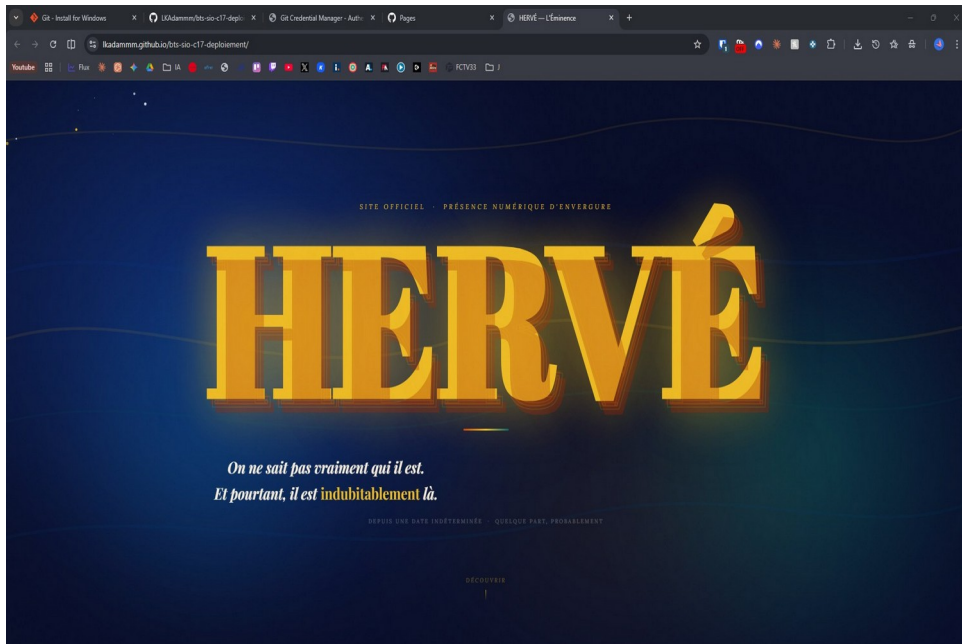 Git - Install for Windows
LKAdammm/bts-sio-c17-deplo
Git Credential Manager - Authe
Pages
HERVÉ — L'Éminence
lkadammm.github.io/bts-sio-c17-deploiement/
Youtube
Flux
IA
FCTV33
SITE OFFICIEL · PRÉSENCE NUMÉRIQUE D'ENVERGURE
HERVÉ
On ne sait pas vraiment qui il est.
Et pourtant, il est indubitablement là.
DEPUIS UNE DATE INDÉTERMINÉE · QUELQUE PART, PROBABLEMENT
DÉCOUVRIR